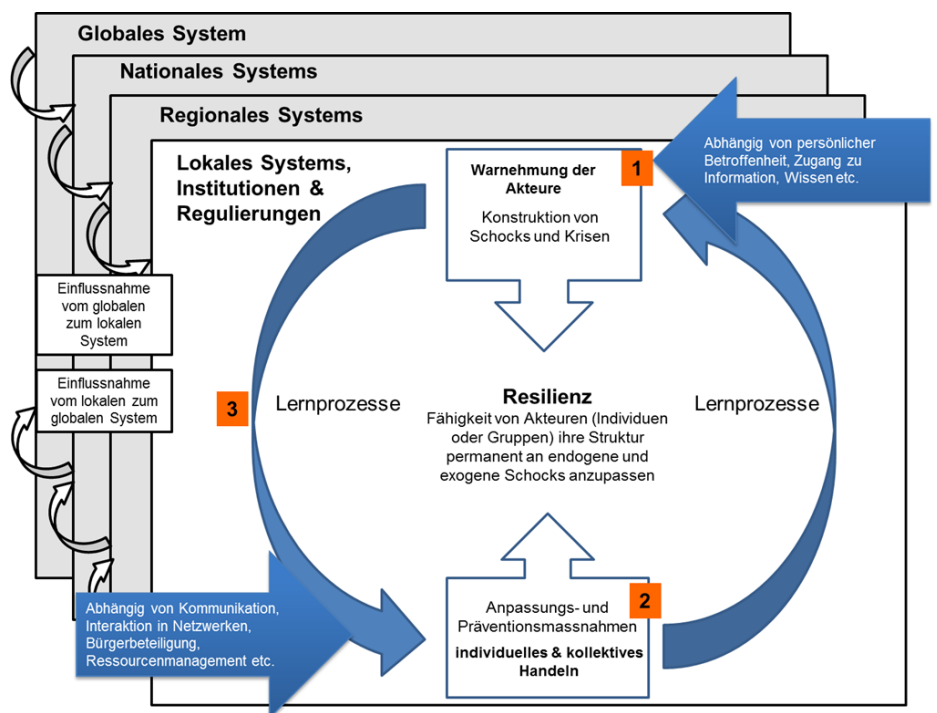 Globales System
Nationales Systems
Regionales Systems
Lokales Systems,
Institutionen &
Regulierungen
Warnehmung der
Akteure
Konstruktion von
Schocks und Krisen
1
Abhängig von persönlicher
Betroffenheit, Zugang zu
Information, Wissen etc.
Einflussnahme
vom globalen
zum lokalen
System
Einflussnahme
vom lokalen zum
globalen System
3
Lernprozesse
Resilienz
Fähigkeit von Akteuren (Individuen
oder Gruppen) ihre Struktur
permanent an endogene und
exogene Schocks anzupassen
Lernprozesse
Abhängig von Kommunikation,
Interaktion in Netzwerken,
Bürgerbeteiligung,
Ressourcenmanagement etc.
2
Anpassungs- und
Präventionsmassnahmen
individuelles & kollektives
Handeln